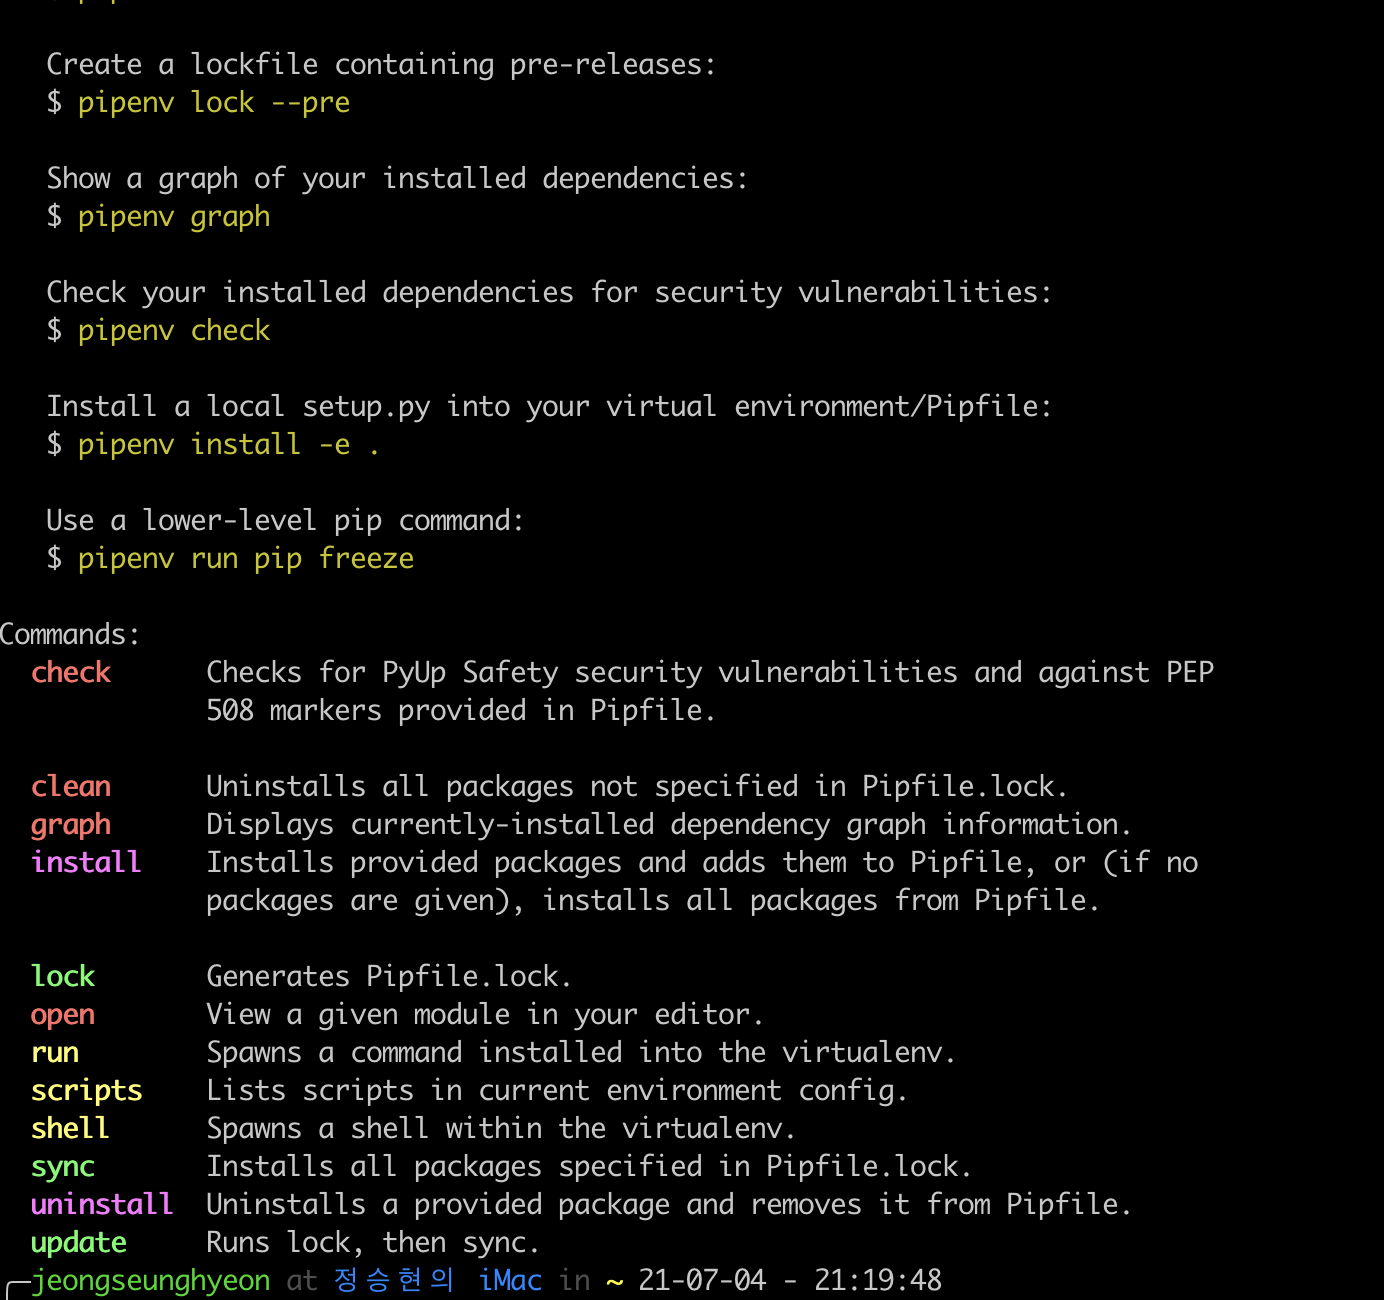 Create a lockfile containing pre-releases:
$ pipenv lock --pre
Show a graph of your installed dependencies:
$ pipenv graph
Check your installed dependencies for security vulnerabilities:
$ pipenv check
Install a local setup.py into your virtual environment/Pipfile:
$ pipenv install -e .
Use a lower-level pip command:
$ pipenv run pip freeze
Commands:
check Checks for PyUp Safety security vulnerabilities and against PEP
508 markers provided in Pipfile.
clean Uninstalls all packages not specified in Pipfile.lock.
graph Displays currently-installed dependency graph information.
install Installs provided packages and adds them to Pipfile, or (if no
packages are given), installs all packages from Pipfile.
lock Generates Pipfile.lock.
open View a given module in your editor.
run Spawns a command installed into the virtualenv.
scripts Lists scripts in current environment config.
shell Spawns a shell within the virtualenv.
sync Installs all packages specified in Pipfile.lock.
uninstall Uninstalls a provided package and removes it from Pipfile.
update Runs lock, then sync.
╭─jeongseunghyeon at 정승현의 iMac in ~ 21-07-04 - 21:19:48